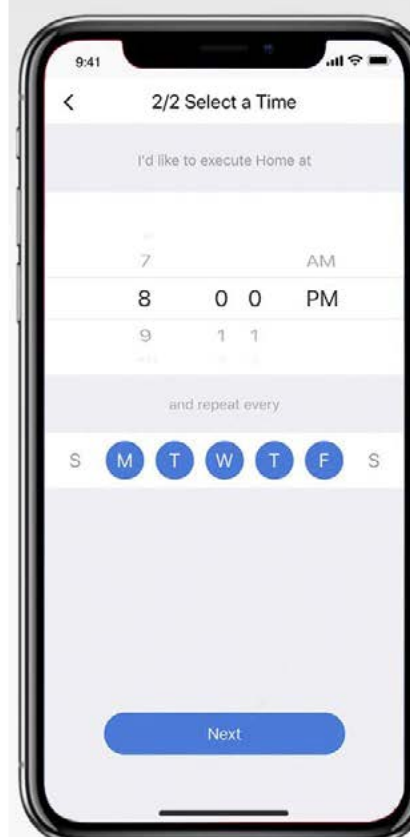 9:41
2/2 Select a Time
I'd like to execute Home at
7 AM
8 0 0 PM
9 1 1
and repeat every
S M T W T F S
Next